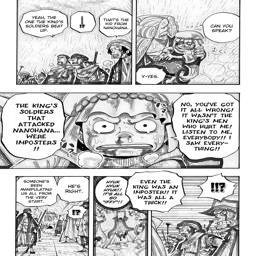 YEAH, THE
ONE THE KING'S
SOLDIERS BEAT
UP.
THAT'S THE
KID FROM
NANOHANA...
CAN YOU
SPEAK?
Y-YES.
THE KING'S
SOLDIERS
THAT
ATTACKED
NANOHANA...
WERE
IMPOSTERS
!!
NO, YOU'VE GOT
IT ALL WRONG!
IT WASN'T THE
KING'S MEN
WHO HURT ME!
LISTEN TO ME,
EVERYBODY!! I
SAW EVERY-
THING!!
SOMEONE'S
BEEN
MANIPULATING
US ALL FROM
THE VERY
START.
HE'S
RIGHT.
!?
EVEN THE
KING WAS AN
IMPOSTER! IT
WAS ALL A
TRICK!!
!!?